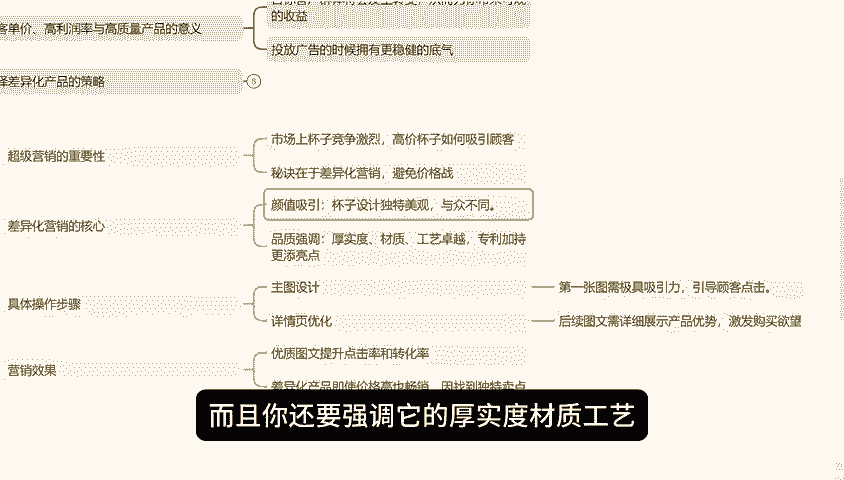 的收益
客单价、高利润率与高质量产品的意义
投放广告的时候拥有更稳健的底气
择差异化产品的策略
8
市场上杯子竞争激烈，高价杯子如何吸引顾客
超级营销的重要性
秘诀在于差异化营销，避免价格战
颜值吸引：杯子设计独特美观，与众不同。
差异化营销的核心
品质强调：厚实度、材质、工艺卓越，专利加持
更添亮点
主图设计
第一张图需极具吸引力，引导顾客点击。
具体操作步骤
详情页优化
后续图文需详细展示产品优势，激发购买欲望
优质图文提升点击率和转化率
营销效果
差异化产品即使价格高也畅销，因找到独特卖点
而且你还要强调它的厚实度材质工艺